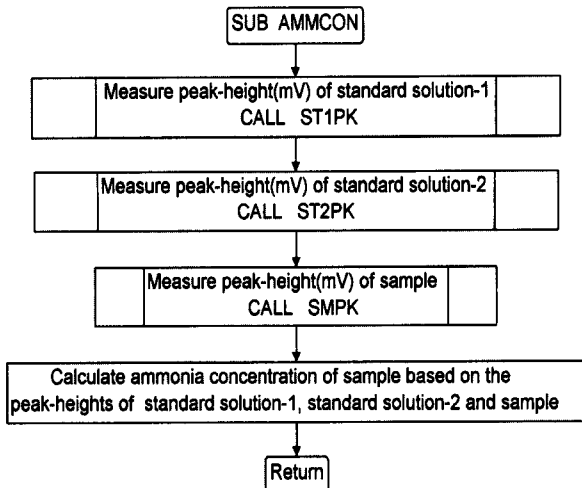 SUB AMMCON
Measure peak-height(mV) of standard solution-1
CALL ST1PK
Measure peak-height(mV) of standard solution-2
CALL ST2PK
Measure peak-height(mV) of sample
CALL SMPK
Calculate ammonia concentration of sample based on the
peak-heights of standard solution-1, standard solution-2 and sample
Return